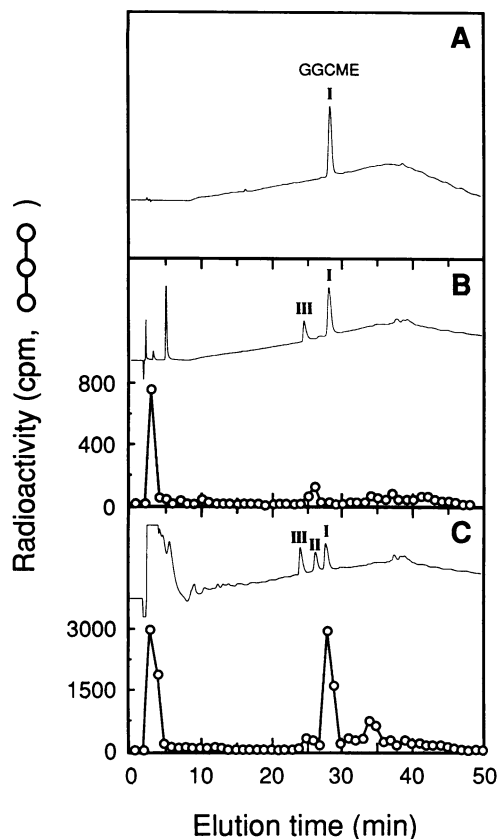 A
GGCME
I
B
III I
800
400
0
C
III II I
3000
1500
0
0 10 20 30 40 50
Elution time (min)
Radioactivity (cpm, )